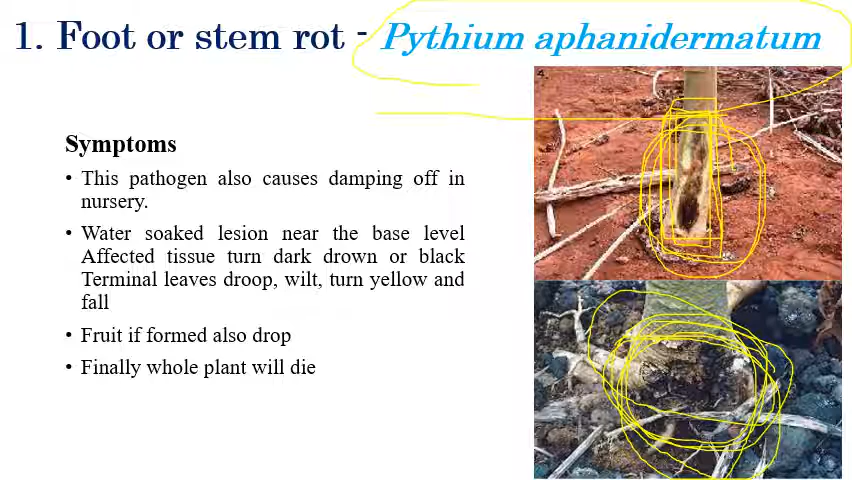 1. Foot or stem rot - Pythium aphanidermatum
4.
Symptoms
• This pathogen also causes damping off in
nursery.
• Water soaked lesion near the base level
Affected tissue turn dark drown or black
Terminal leaves droop, wilt, turn yellow and
fall
• Fruit if formed also drop
• Finally whole plant will die